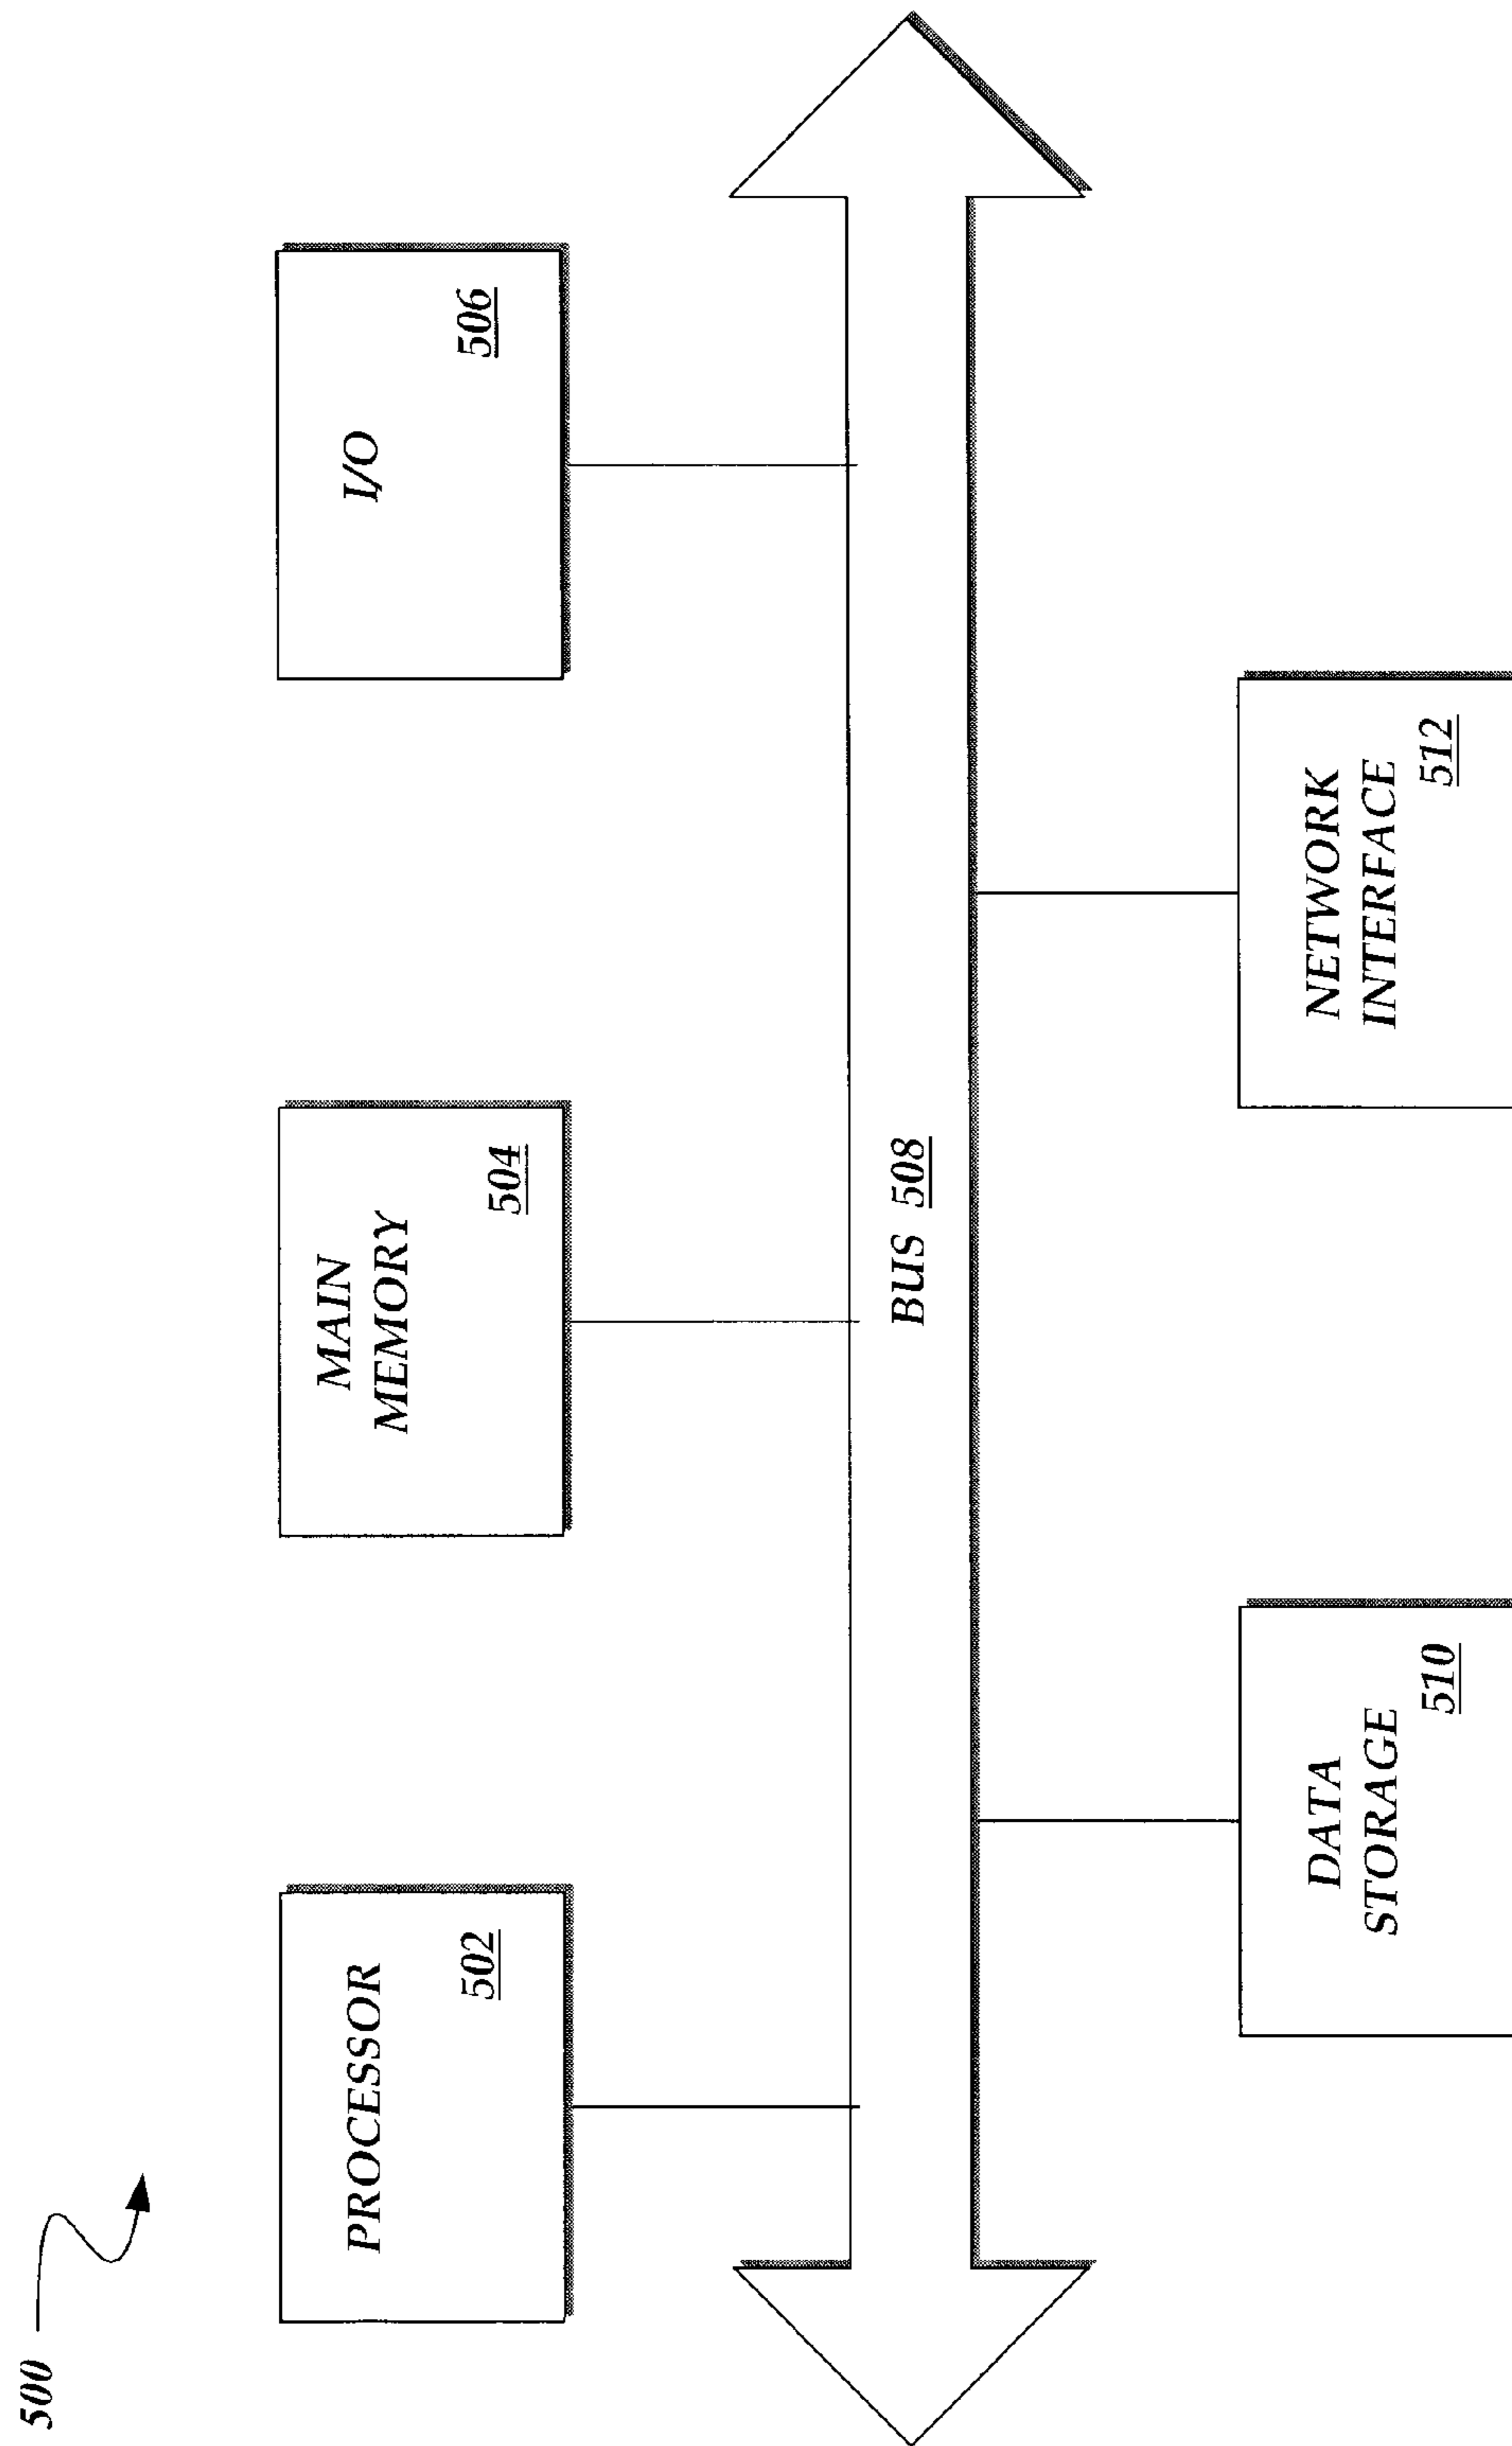 500
PROCESSOR
502
MAIN
MEMORY
504
I/O
506
BUS 508
DATA
STORAGE
510
NETWORK
INTERFACE
512